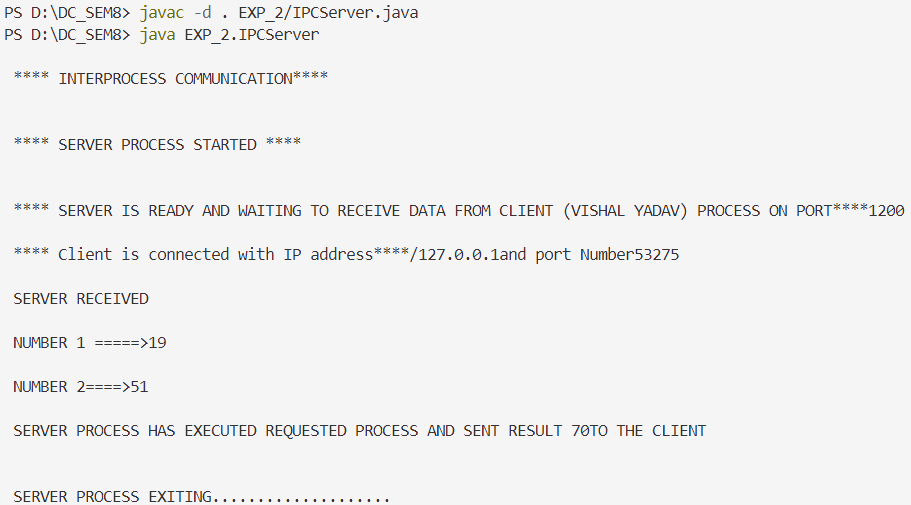 PS D:\DC_SEM8> javac -d . EXP_2/IPCServer.java
PS D:\DC_SEM8> java EXP_2.IPCServer
**** INTERPROCESS COMMUNICATION****
**** SERVER PROCESS STARTED ****
**** SERVER IS READY AND WAITING TO RECEIVE DATA FROM CLIENT (VISHAL YADAV) PROCESS ON PORT****1200
**** Client is connected with IP address****/127.0.0.1and port Number53275
SERVER RECEIVED
NUMBER 1 =====>19
NUMBER 2====>51
SERVER PROCESS HAS EXECUTED REQUESTED PROCESS AND SENT RESULT 70TO THE CLIENT
SERVER PROCESS EXITING....................